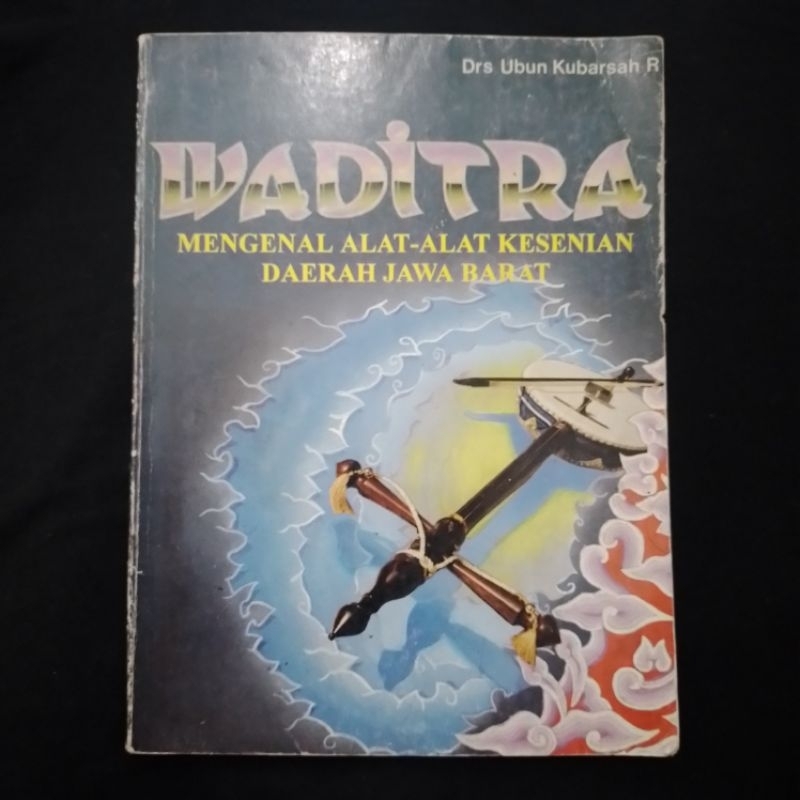 Drs Ubun Kubarsah R
WADiTRA
MENGENAL ALAT-ALAT KESENIAN
DAERAH JAWA BARAT